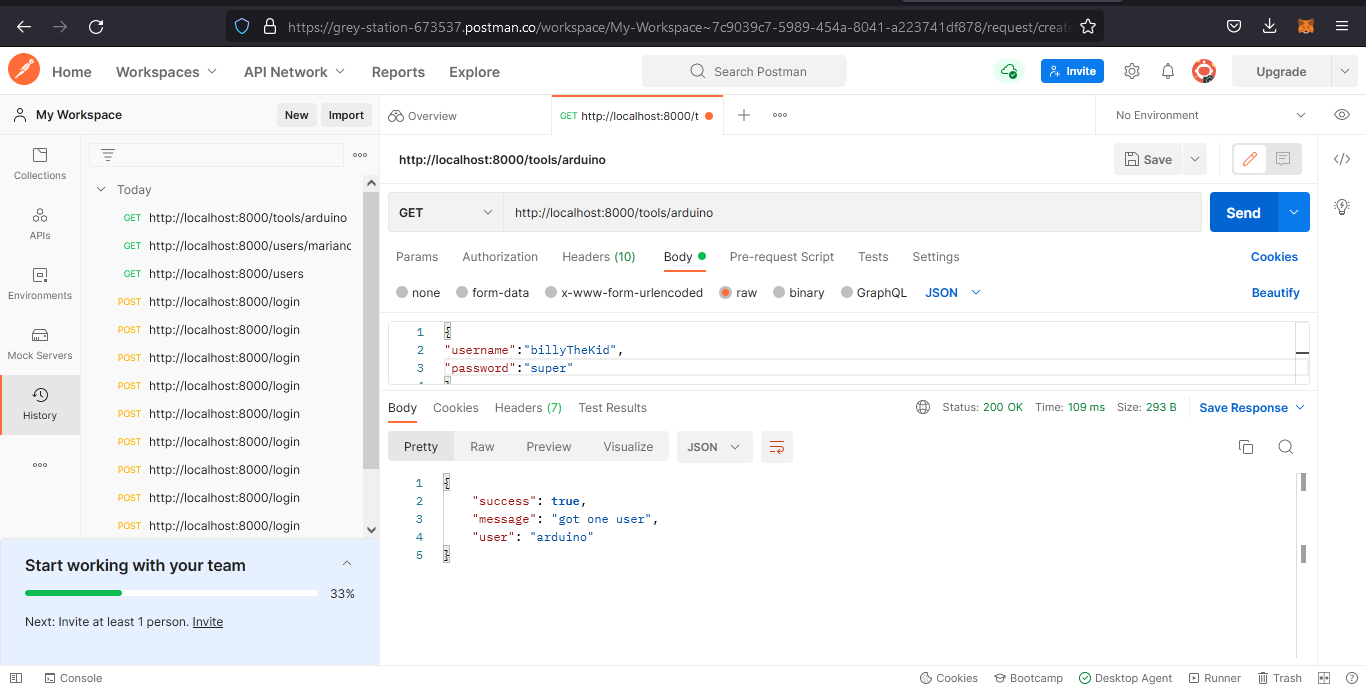 https://grey-station-673537.postman.co/workspace/My-Workspace~7c9039c7-5989-454a-8041-a223741df878/request/create
Home Workspaces API Network Reports Explore Search Postman Invite Upgrade
My Workspace New Import Overview GET http://localhost:8000/t No Environment
Collections
APIs
Environments
Mock Servers
History
Today
GET http://localhost:8000/tools/arduino
GET http://localhost:8000/users/mariano
GET http://localhost:8000/users
POST http://localhost:8000/login
POST http://localhost:8000/login
POST http://localhost:8000/login
POST http://localhost:8000/login
POST http://localhost:8000/login
POST http://localhost:8000/login
POST http://localhost:8000/login
POST http://localhost:8000/login
POST http://localhost:8000/login
Start working with your team
33%
Next: Invite at least 1 person. Invite
http://localhost:8000/tools/arduino Save
GET http://localhost:8000/tools/arduino Send
Params Authorization Headers (10) Body Pre-request Script Tests Settings Cookies
none form-data x-www-form-urlencoded raw binary GraphQL JSON Beautify
1 {
2 "username":"billyTheKid",
3 "password":"super"
4 }
Body Cookies Headers (7) Test Results Status: 200 OK Time: 109 ms Size: 293 B Save Response
Pretty Raw Preview Visualize JSON
1 {
2 "success": true,
3 "message": "got one user",
4 "user": "arduino"
5 }
Console Cookies Bootcamp Desktop Agent Runner Trash